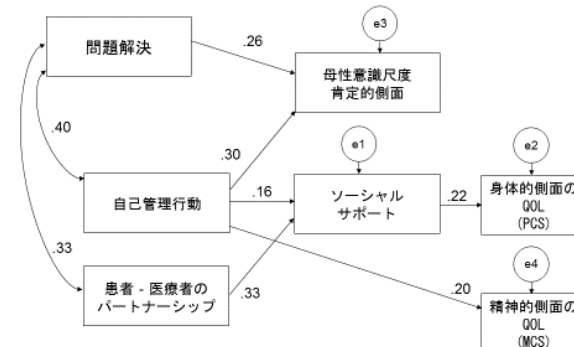 e3
問題解決
.26
母性意識尺度
肯定的側面
.40
.30
e1
e2
自己管理行動
.16
ソーシャル
サポート
.22
身体的側面の
QOL
(PCS)
.33
患者 - 医療者の
パートナーシップ
.33
.20
e4
精神的側面の
QOL
(MCS)